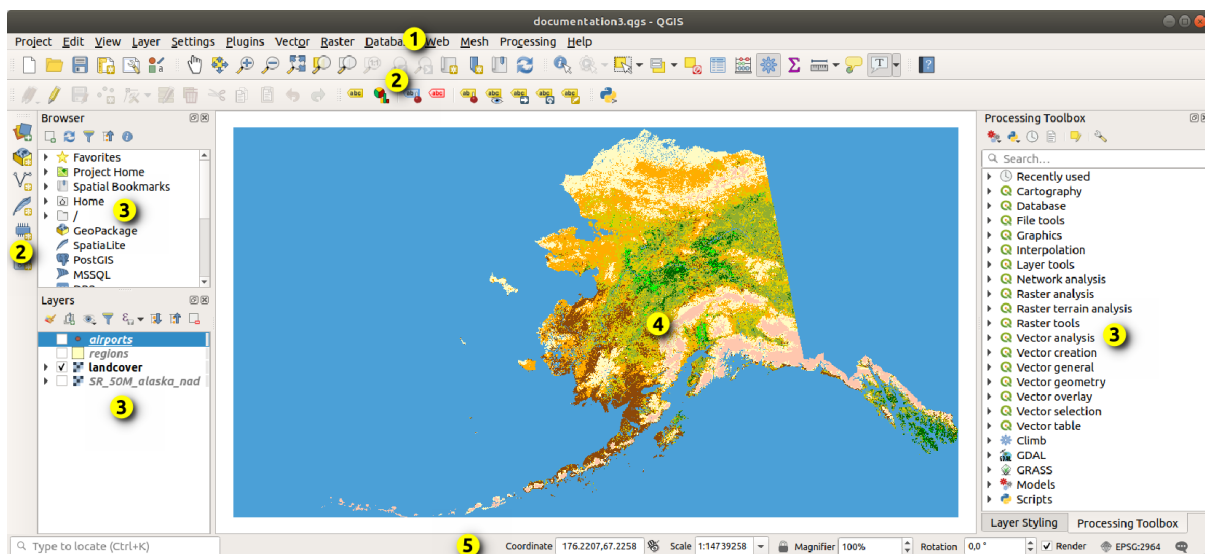 documentation3.qgs - QGIS
Project Edit View Layer Settings Plugins Vector Raster Database Web Mesh Processing Help
1
2
Browser
Favorites
Project Home
Spatial Bookmarks
Home
/
GeoPackage
SpatiaLite
PostGIS
MSSQL
3
2
Layers
airports
regions
landcover
SR_50M_alaska_nad
3
4
Processing Toolbox
Search...
Recently used
Cartography
Database
File tools
Graphics
Interpolation
Layer tools
Network analysis
Raster analysis
Raster terrain analysis
Raster tools
Vector analysis
Vector creation
Vector general
Vector geometry
Vector overlay
Vector selection
Vector table
Climb
GDAL
GRASS
Models
Scripts
3
Layer Styling Processing Toolbox
Type to locate (Ctrl+K) 5 Coordinate 176.2207,67.2258 Scale 1:14739258 Magnifier 100% Rotation 0,0 ° Render EPSG:2964